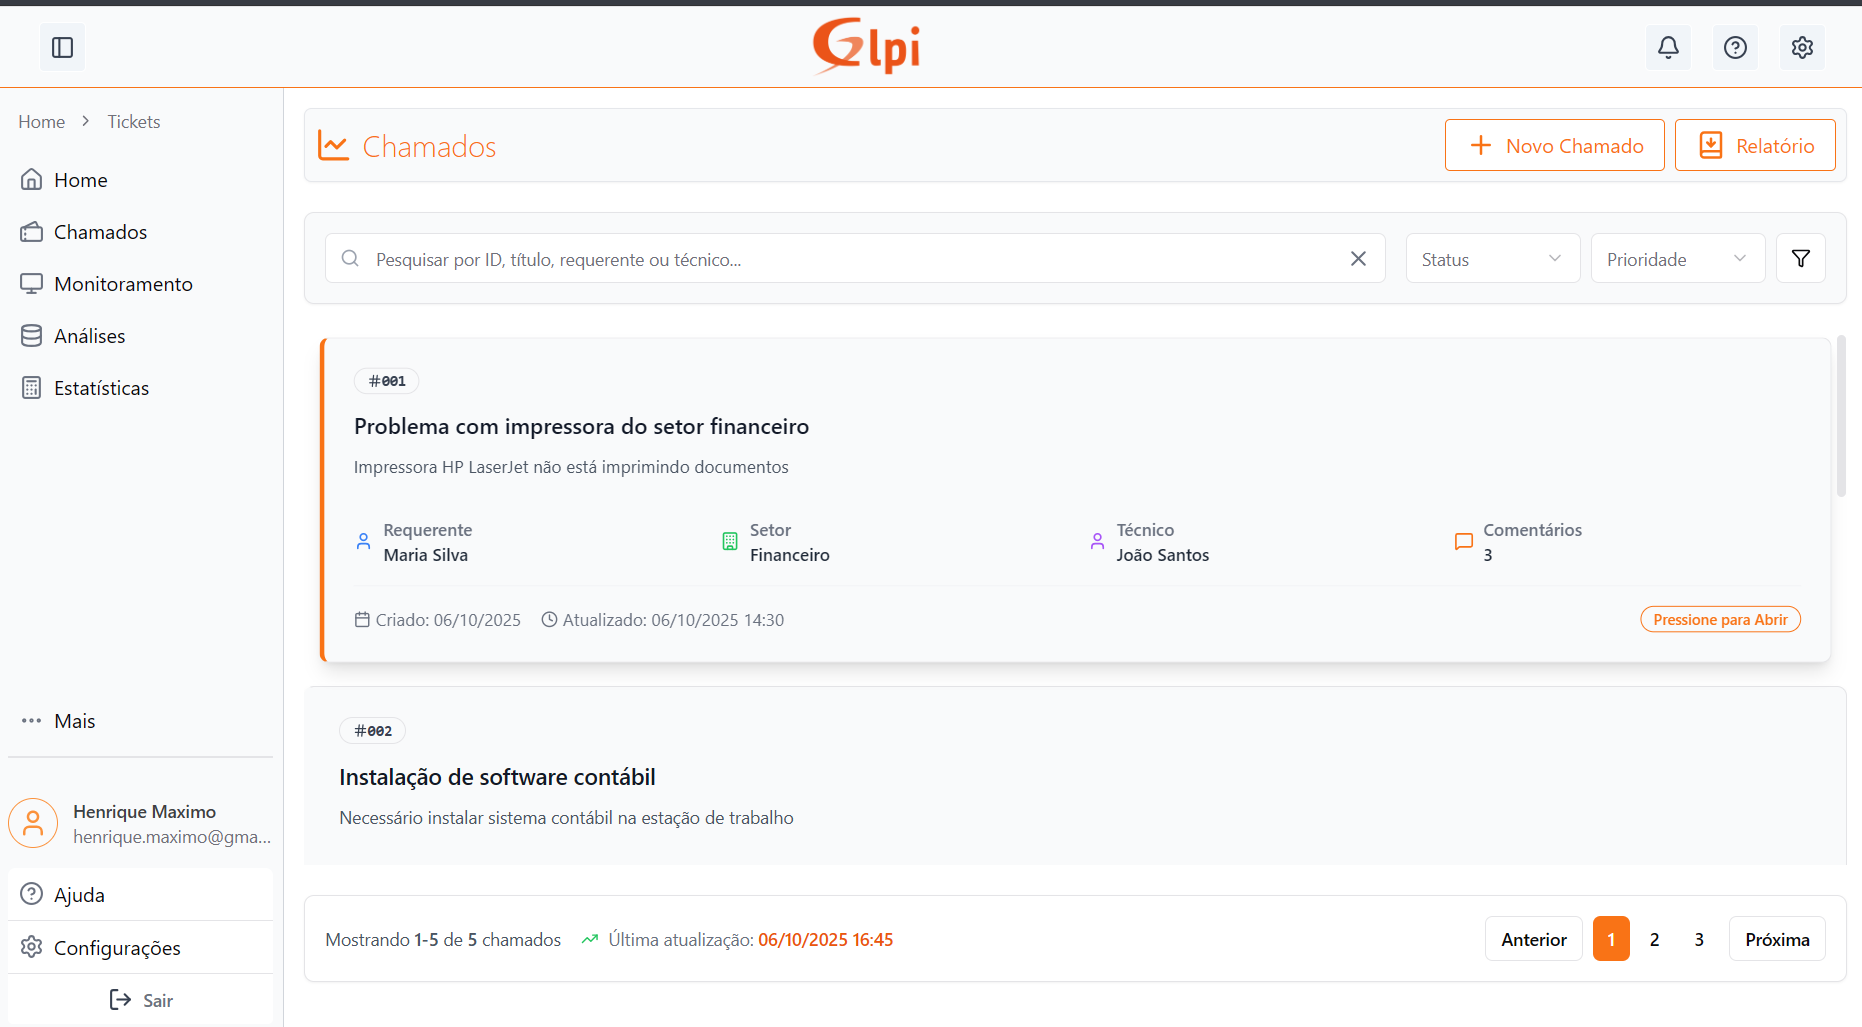 Glpi
Home > Tickets
Home
Chamados
Monitoramento
Análises
Estatísticas
Mais
Henrique Maximo
henrique.maximo@gma...
Ajuda
Configurações
Sair
Chamados
Novo Chamado
Relatório
Pesquisar por ID, título, requerente ou técnico...
Status
Prioridade
#001
Problema com impressora do setor financeiro
Impressora HP LaserJet não está imprimindo documentos
Requerente
Maria Silva
Setor
Financeiro
Técnico
João Santos
Comentários
3
Criado: 06/10/2025
Atualizado: 06/10/2025 14:30
Pressione para Abrir
#002
Instalação de software contábil
Necessário instalar sistema contábil na estação de trabalho
Mostrando 1-5 de 5 chamados
Última atualização: 06/10/2025 16:45
Anterior
1
2
3
Próxima